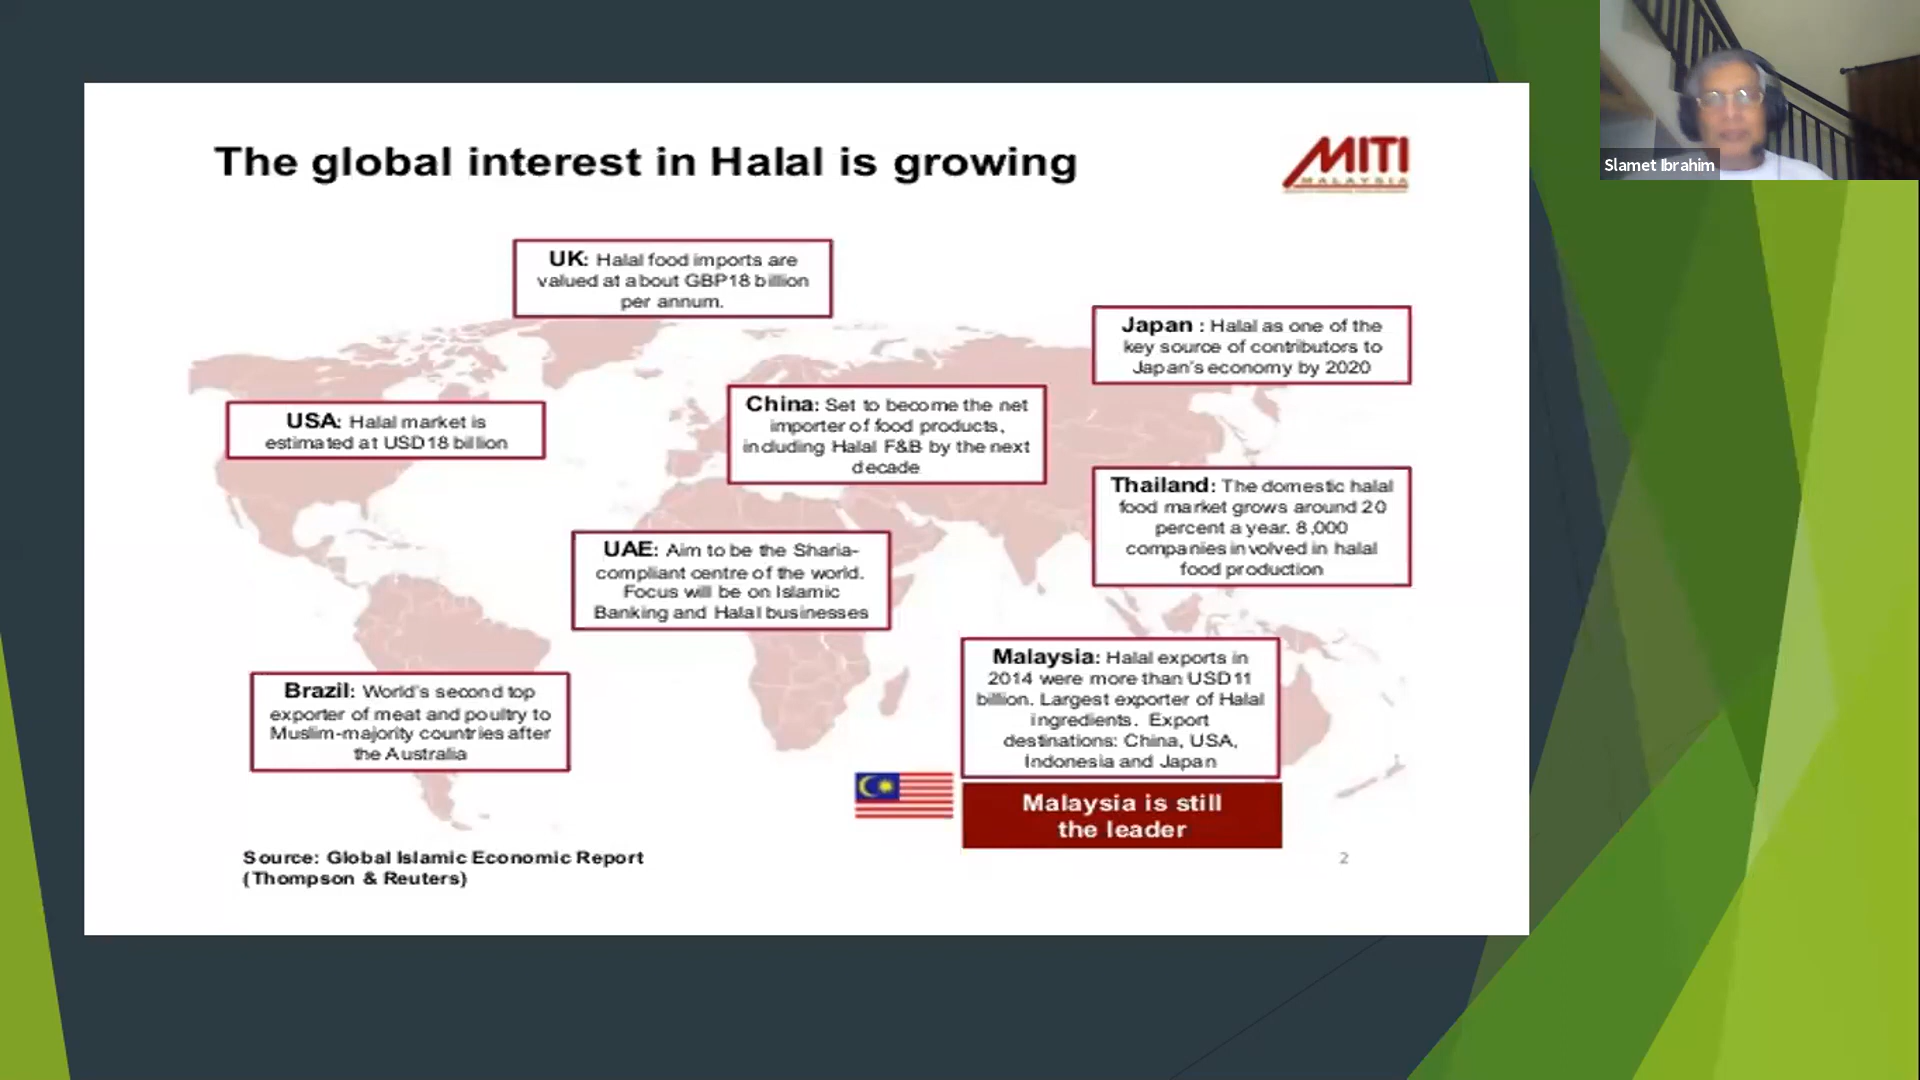 The global interest in Halal is growing
MITI
MALAYSIA
Slamet Ibrahim
UK: Halal food imports are
valued at about GBP18 billion
per annum.
Japan : Halal as one of the
key source of contributors to
Japan's economy by 2020
USA: Halal market is
estimated at USD18 billion
China: Set to become the net
importer of food products,
including Halal F&B by the next
decade
Thailand: The domestic halal
food market grows around 20
percent a year. 8,000
companies involved in halal
food production
UAE: Aim to be the Sharia-
compliant centre of the world.
Focus will be on Islamic
Banking and Halal businesses
Malaysia: Halal exports in
2014 were more than USD11
billion. Largest exporter of Halal
ingredients. Export
destinations: China, USA,
Indonesia and Japan
Brazil: World's second top
exporter of meat and poultry to
Muslim-majority countries after
the Australia
Malaysia is still
the leader
Source: Global Islamic Economic Report
(Thompson & Reuters)
2